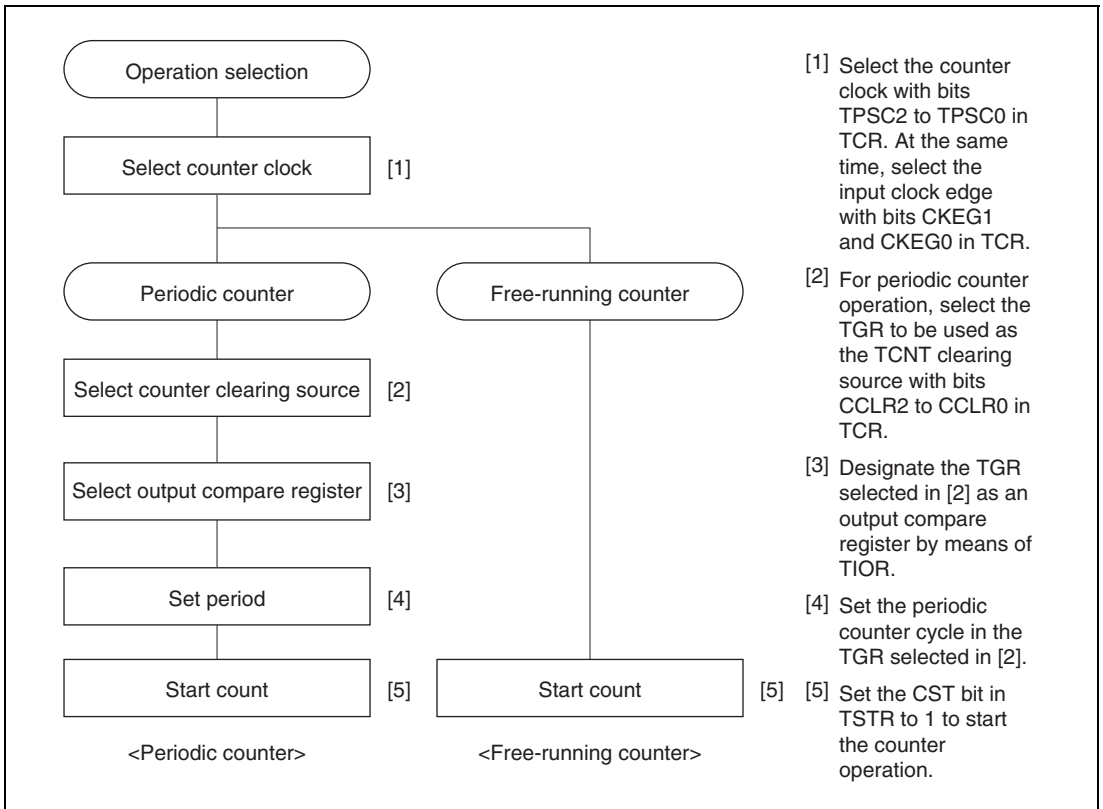 Operation selection
Select counter clock
[1]
Periodic counter
Free-running counter
Select counter clearing source
[2]
Select output compare register
[3]
Set period
[4]
Start count
[5]
Start count
[5]
<Periodic counter>
<Free-running counter>
[1] Select the counter
clock with bits
TPSC2 to TPSC0 in
TCR. At the same
time, select the
input clock edge
with bits CKEG1
and CKEG0 in TCR.
[2] For periodic counter
operation, select the
TGR to be used as
the TCNT clearing
source with bits
CCLR2 to CCLR0 in
TCR.
[3] Designate the TGR
selected in [2] as an
output compare
register by means of
TIOR.
[4] Set the periodic
counter cycle in the
TGR selected in [2].
[5] Set the CST bit in
TSTR to 1 to start
the counter
operation.